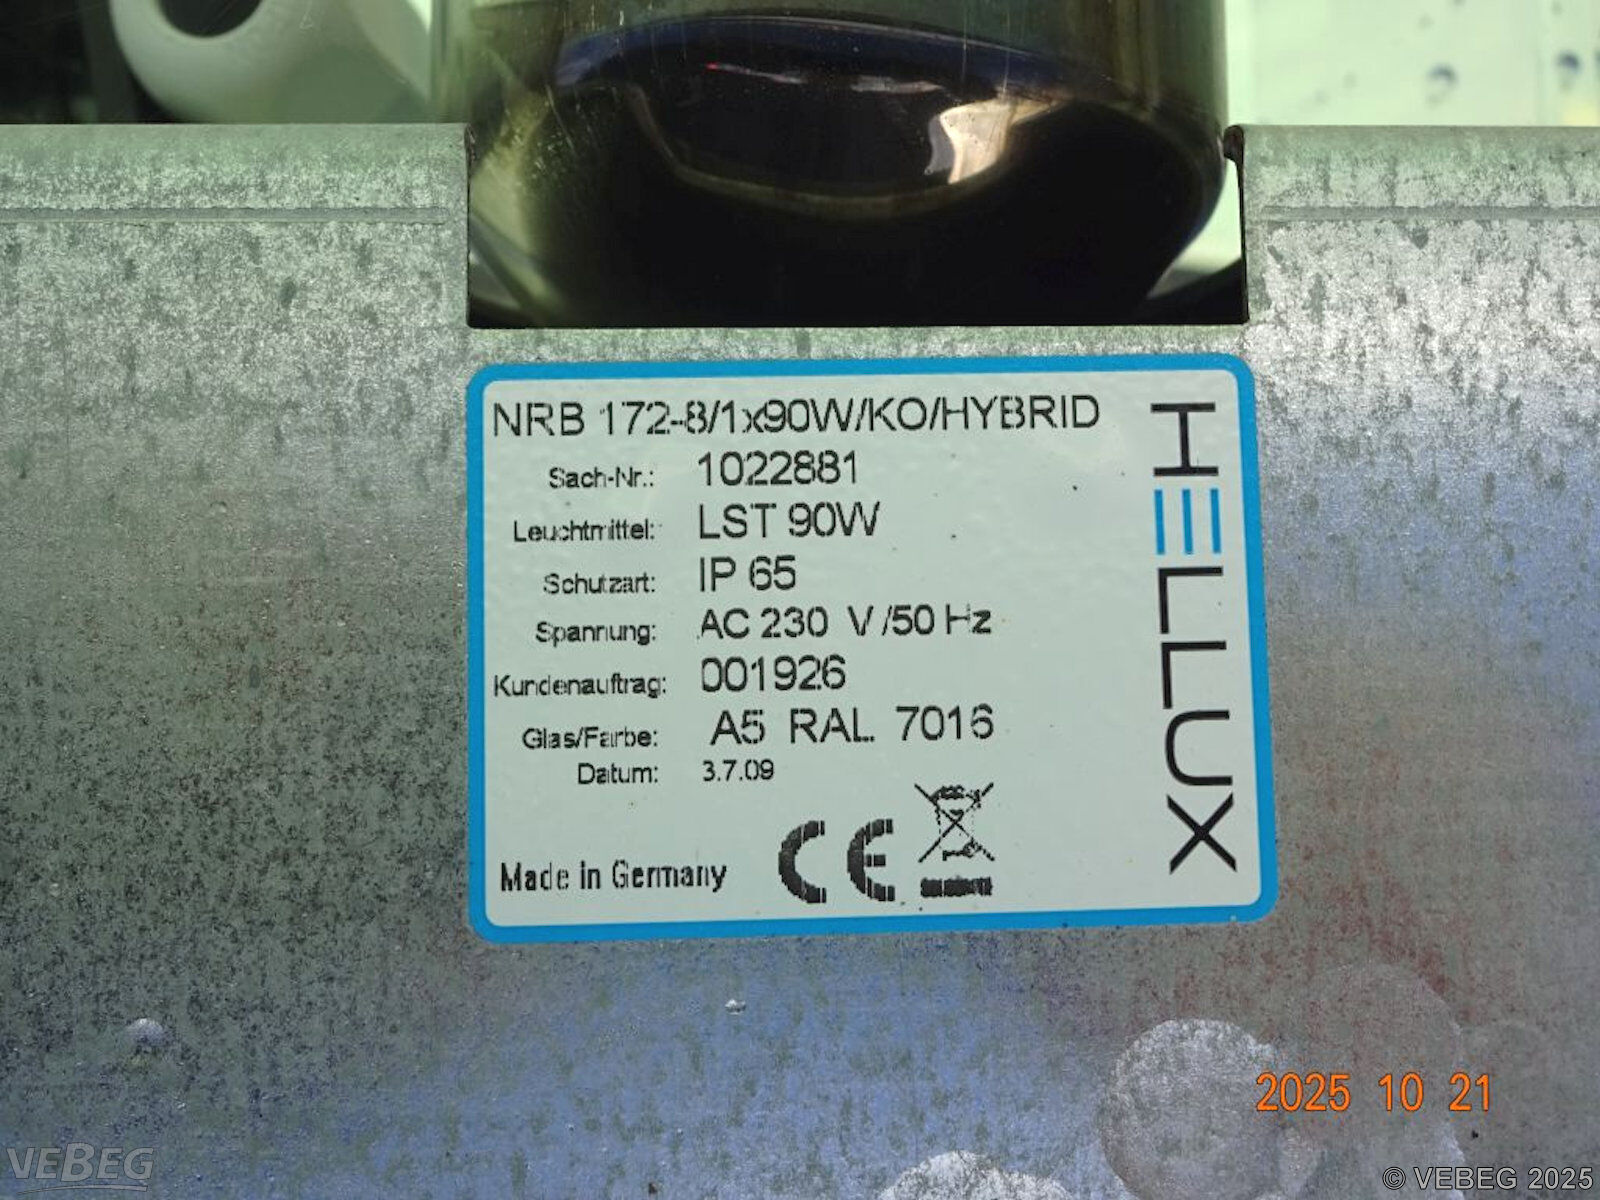 NRB 172-8/1x90W/KO/HYBRID
Sach-Nr.: 1022881
Leuchtmittel: LST 90W
Schutzart: IP 65
Spannung: AC 230 V /50 Hz
Kundenauftrag: 001926
Glas/Farbe: A5 RAL 7016
Datum: 3.7.09
Made in Germany CE
HELLUX
2025 10 21
VEBEG
© VEBEG 2025